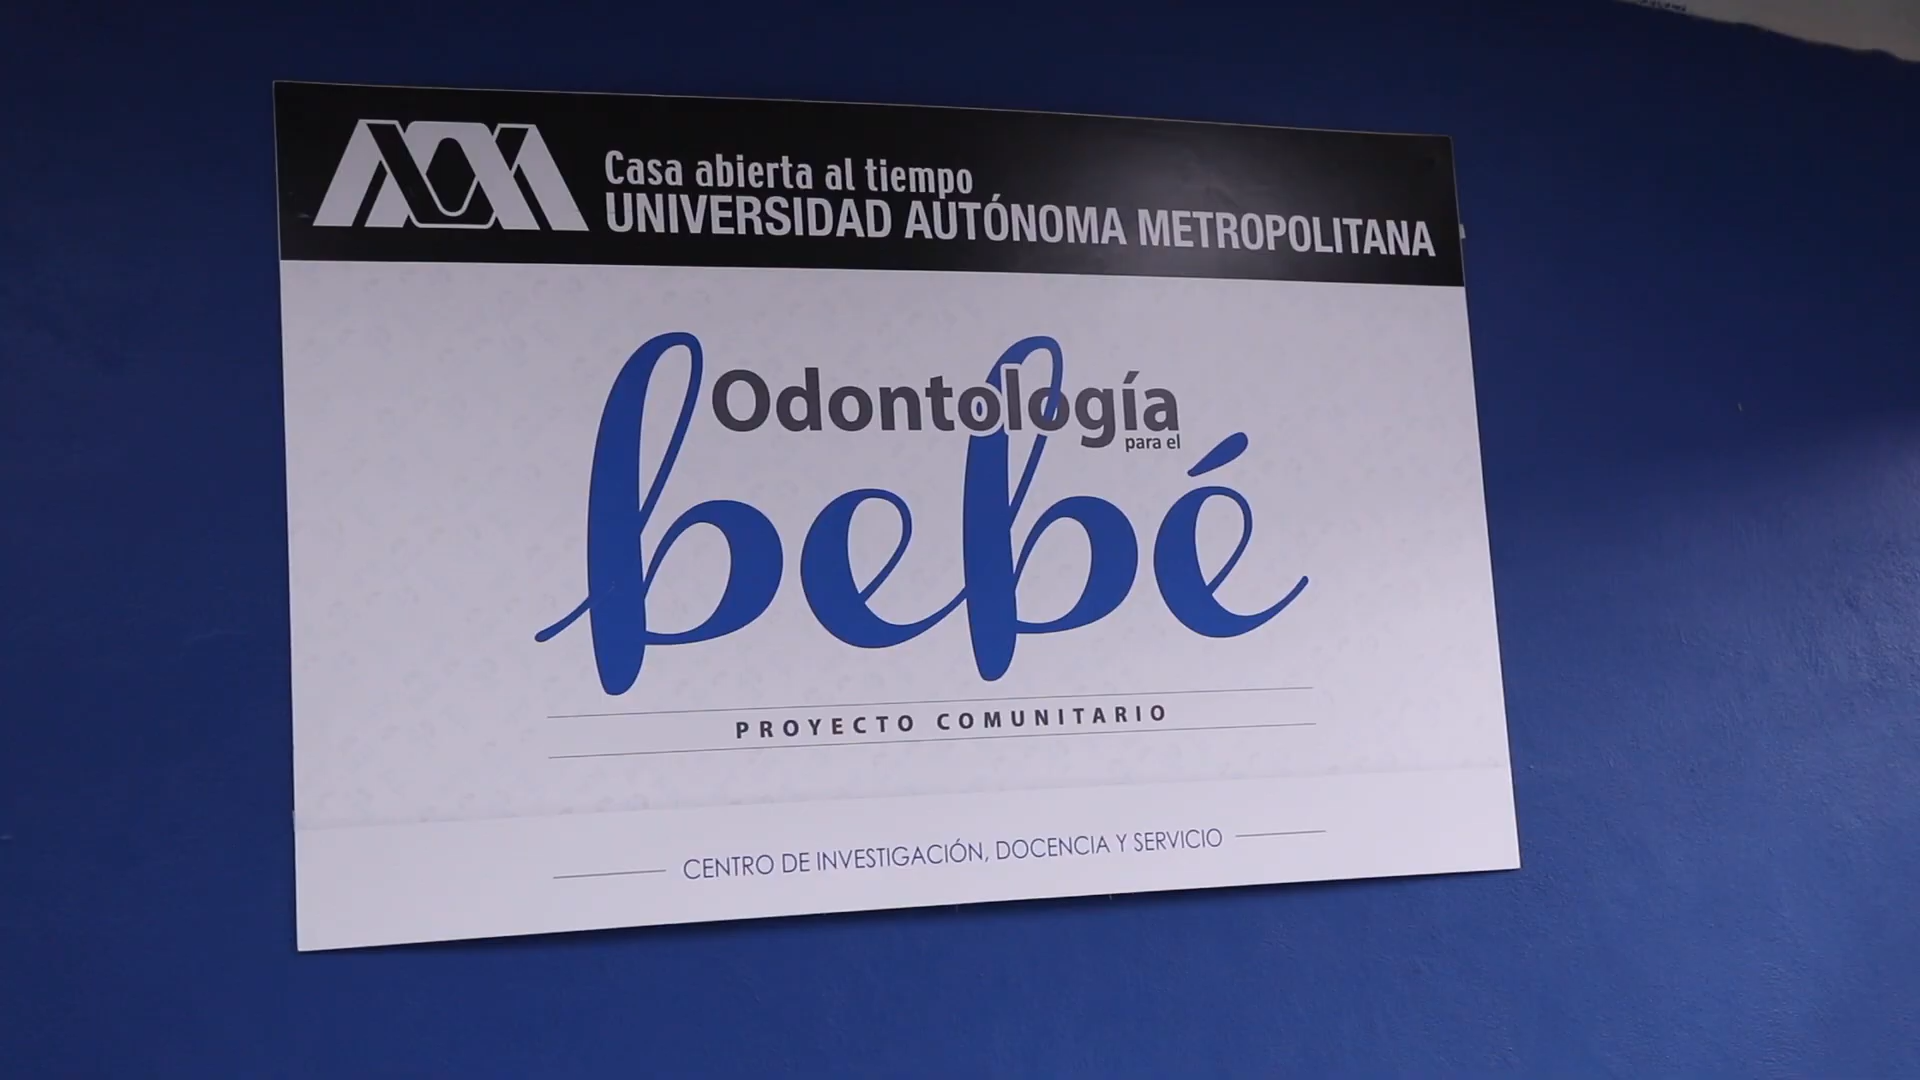 Casa abierta al tiempo
UNIVERSIDAD AUTÓNOMA METROPOLITANA
Odontología
para el
bebé
PROYECTO COMUNITARIO
CENTRO DE INVESTIGACIÓN, DOCENCIA Y SERVICIO